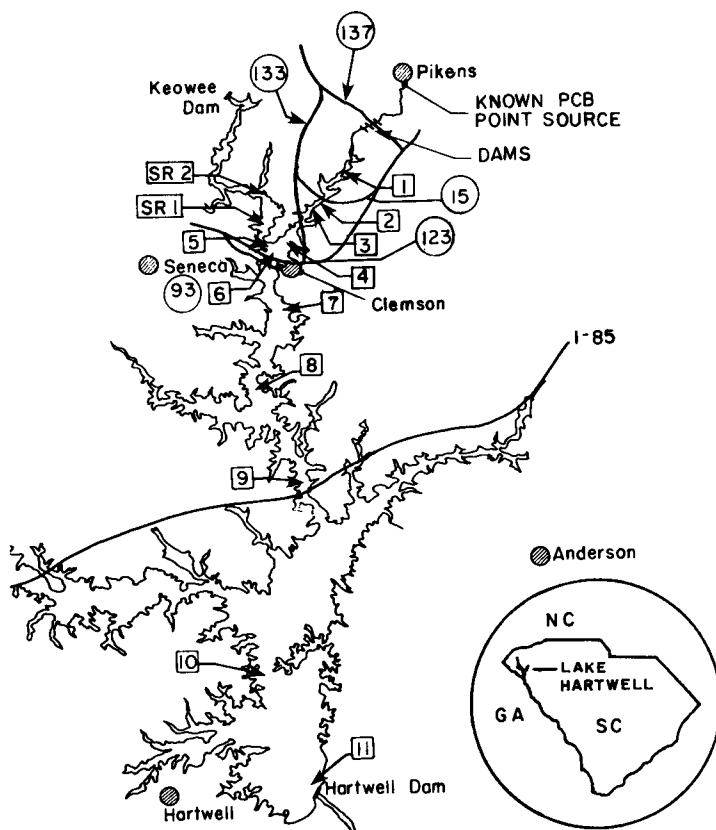 137
Pikens
133
Keowee
Dam
KNOWN PCB
POINT SOURCE
DAMS
SR 2
1
15
SR 1
2
3
123
5
4
Seneca
93
6
Clemson
7
I-85
8
9
Anderson
NC
LAKE
HARTWELL
GA
SC
10
11
Hartwell Dam
Hartwell